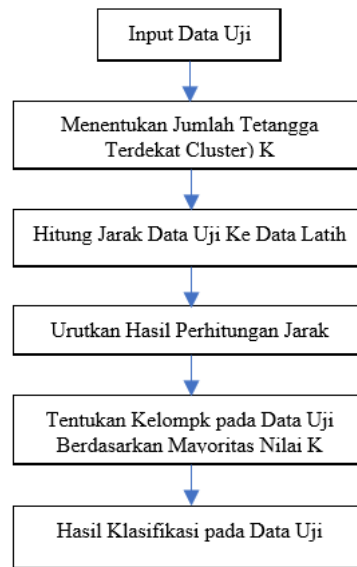 Input Data Uji
Menentukan Jumlah Tetangga
Terdekat Cluster) K
Hitung Jarak Data Uji Ke Data Latih
Urutkan Hasil Perhitungan Jarak
Tentukan Kelompk pada Data Uji
Berdasarkan Mayoritas Nilai K
Hasil Klasifikasi pada Data Uji